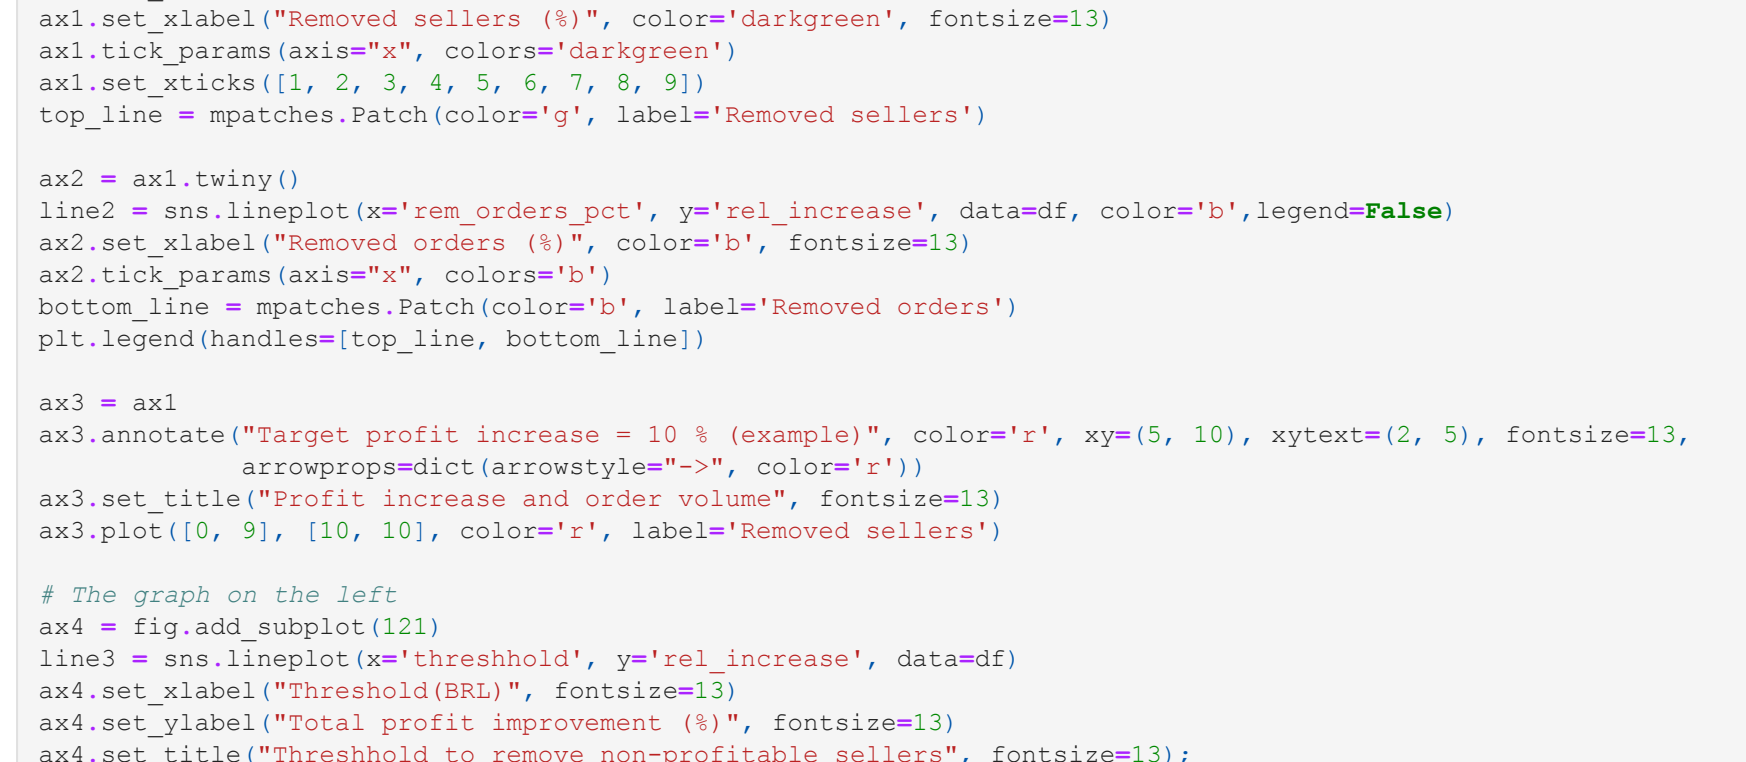 ax1.set_xlabel("Removed sellers (%)", color='darkgreen', fontsize=13)
ax1.tick_params(axis="x", colors='darkgreen')
ax1.set_xticks([1, 2, 3, 4, 5, 6, 7, 8, 9])
top_line = mpatches.Patch(color='g', label='Removed sellers')
ax2 = ax1.twiny()
line2 = sns.lineplot(x='rem_orders_pct', y='rel_increase', data=df, color='b',legend=False)
ax2.set_xlabel("Removed orders (%)", color='b', fontsize=13)
ax2.tick_params(axis="x", colors='b')
bottom_line = mpatches.Patch(color='b', label='Removed orders')
plt.legend(handles=[top_line, bottom_line])
ax3 = ax1
ax3.annotate("Target profit increase = 10 % (example)", color='r', xy=(5, 10), xytext=(2, 5), fontsize=13,
             arrowprops=dict(arrowstyle="->", color='r'))
ax3.set_title("Profit increase and order volume", fontsize=13)
ax3.plot([0, 9], [10, 10], color='r', label='Removed sellers')
# The graph on the left
ax4 = fig.add_subplot(121)
line3 = sns.lineplot(x='threshhold', y='rel_increase', data=df)
ax4.set_xlabel("Threshold(BRL)", fontsize=13)
ax4.set_ylabel("Total profit improvement (%)", fontsize=13)
ax4.set_title("Threshhold to remove non-profitable sellers", fontsize=13);